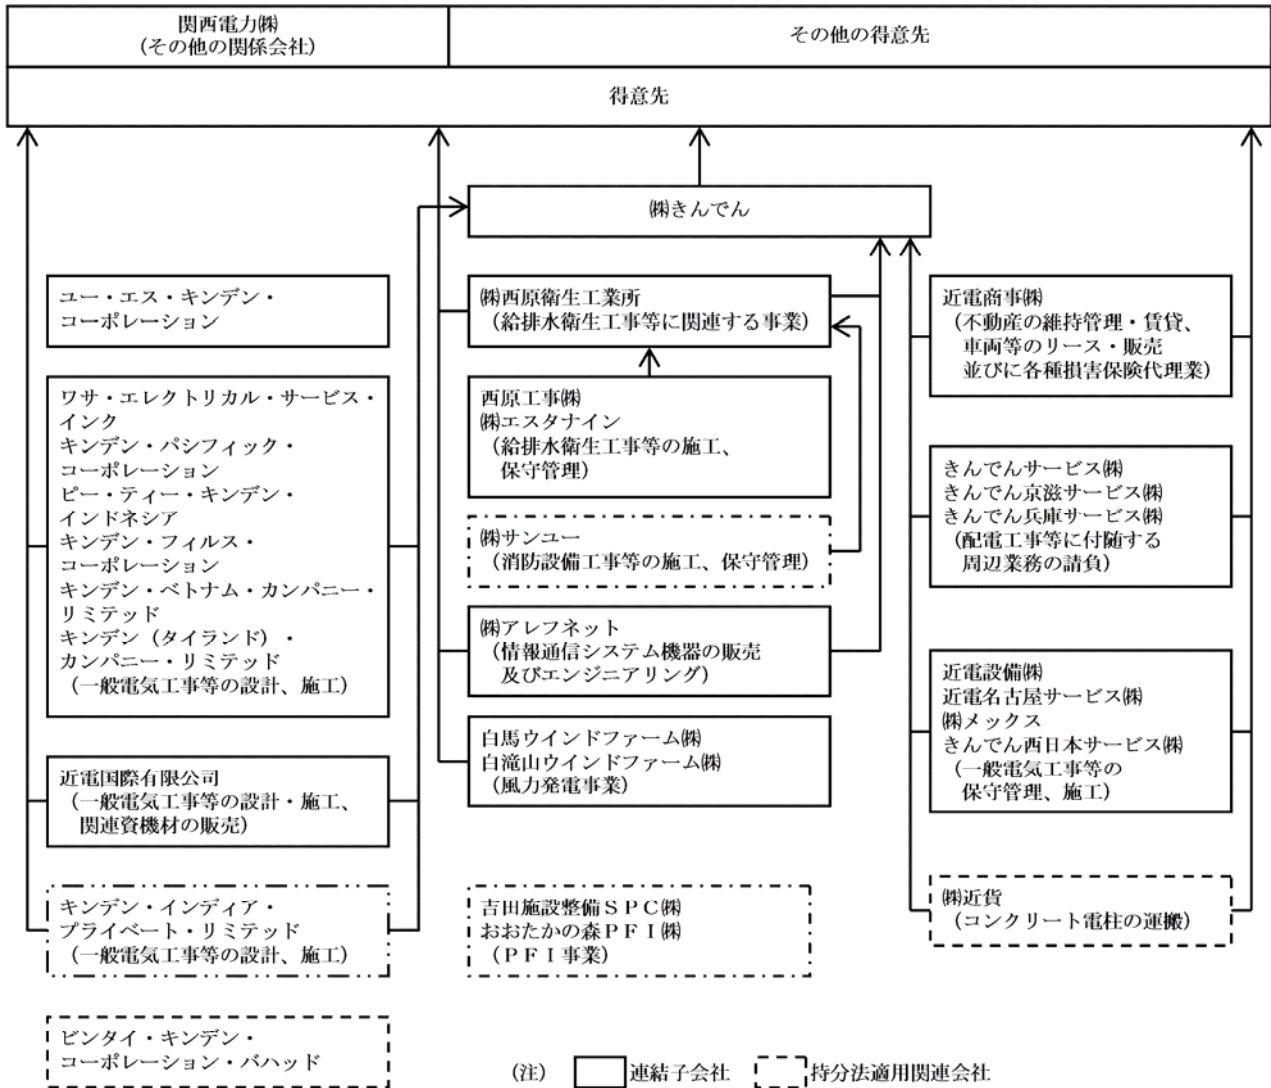 関西電力㈱
(その他の関係会社)
その他の得意先
得意先
㈱きんでん
ユー・エス・キンデン・
コーポレーション
ワサ・エレクトリカル・サービス・
インク
キンデン・パシフィック・
コーポレーション
ピー・ティー・キンデン・
インドネシア
キンデン・フィルス・
コーポレーション
キンデン・ベトナム・カンパニー・
リミテッド
キンデン(タイランド)・
カンパニー・リミテッド
(一般電気工事等の設計、施工)
近電国際有限公司
(一般電気工事等の設計・施工、
関連資機材の販売)
キンデン・インディア・
プライベート・リミテッド
(一般電気工事等の設計、施工)
ビンタイ・キンデン・
コーポレーション・バハッド
㈱西原衛生工業所
(給排水衛生工事等に関連する事業)
西原工事㈱
㈱エスタナイン
(給排水衛生工事等の施工、
保守管理)
㈱サンユー
(消防設備工事等の施工、保守管理)
㈱アレフネット
(情報通信システム機器の販売
及びエンジニアリング)
白馬ウインドファーム㈱
白滝山ウインドファーム㈱
(風力発電事業)
吉田施設整備SPC㈱
おおたかの森PFI㈱
(PFI事業)
近電商事㈱
(不動産の維持管理・賃貸、
車両等のリース・販売
並びに各種損害保険代理業)
きんでんサービス㈱
きんでん京滋サービス㈱
きんでん兵庫サービス㈱
(配電工事等に付随する
周辺業務の請負)
近電設備㈱
近電名古屋サービス㈱
㈱メックス
きんでん西日本サービス㈱
(一般電気工事等の
保守管理、施工)
㈱近貨
(コンクリート電柱の運搬)
(注) 連結子会社 持分法適用関連会社